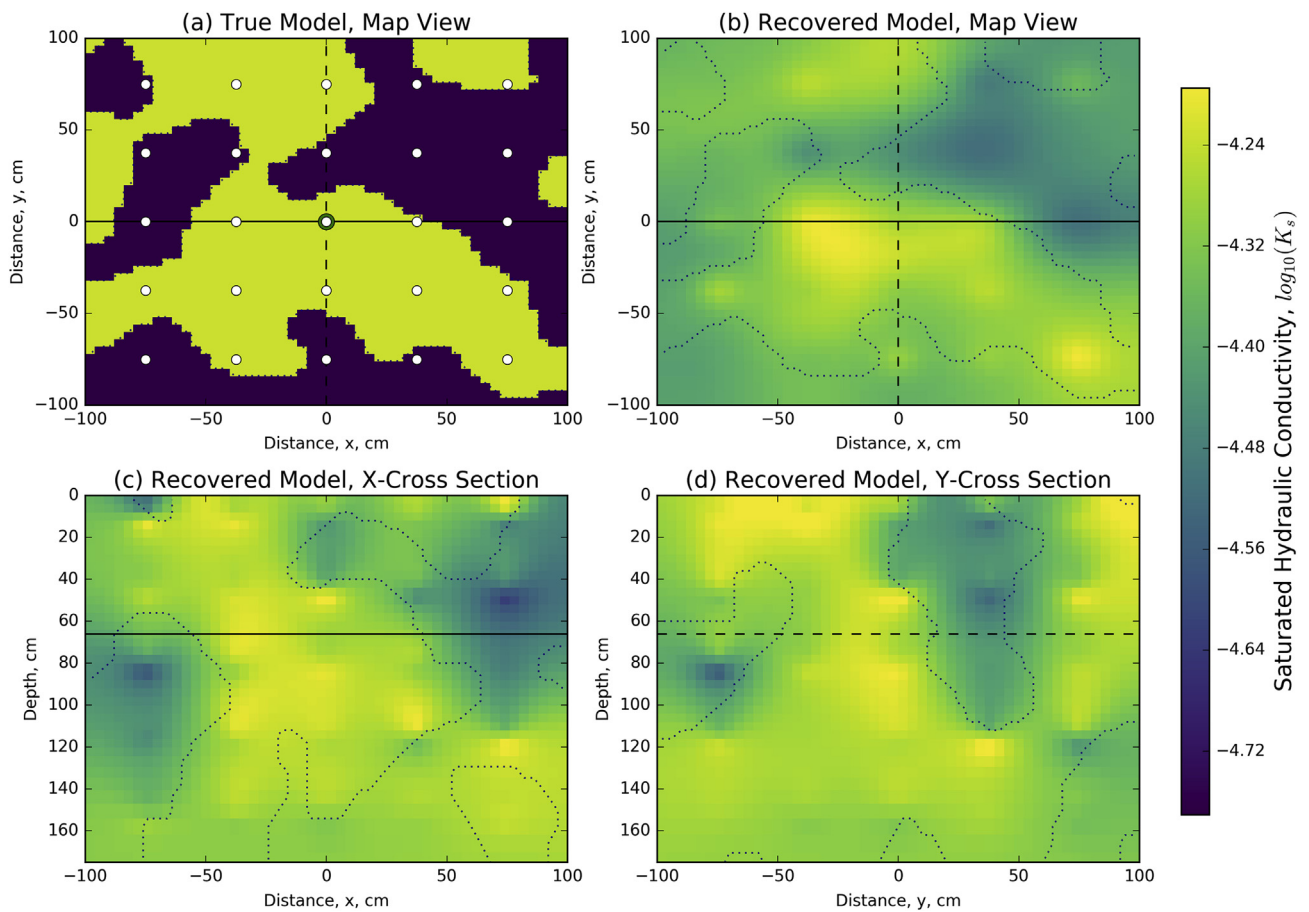 (a) True Model, Map View
100
50
0
−50
−100
Distance, y, cm
−100 −50 0 50 100
Distance, x, cm
(b) Recovered Model, Map View
100
50
0
−50
−100
Distance, y, cm
−100 −50 0 50 100
Distance, x, cm
(c) Recovered Model, X-Cross Section
0
20
40
60
80
100
120
140
160
Depth, cm
−100 −50 0 50 100
Distance, x, cm
(d) Recovered Model, Y-Cross Section
0
20
40
60
80
100
120
140
160
Depth, cm
−100 −50 0 50 100
Distance, y, cm
−4.24
−4.32
−4.40
−4.48
−4.56
−4.64
−4.72
Saturated Hydraulic Conductivity, log₁₀(Kₛ)